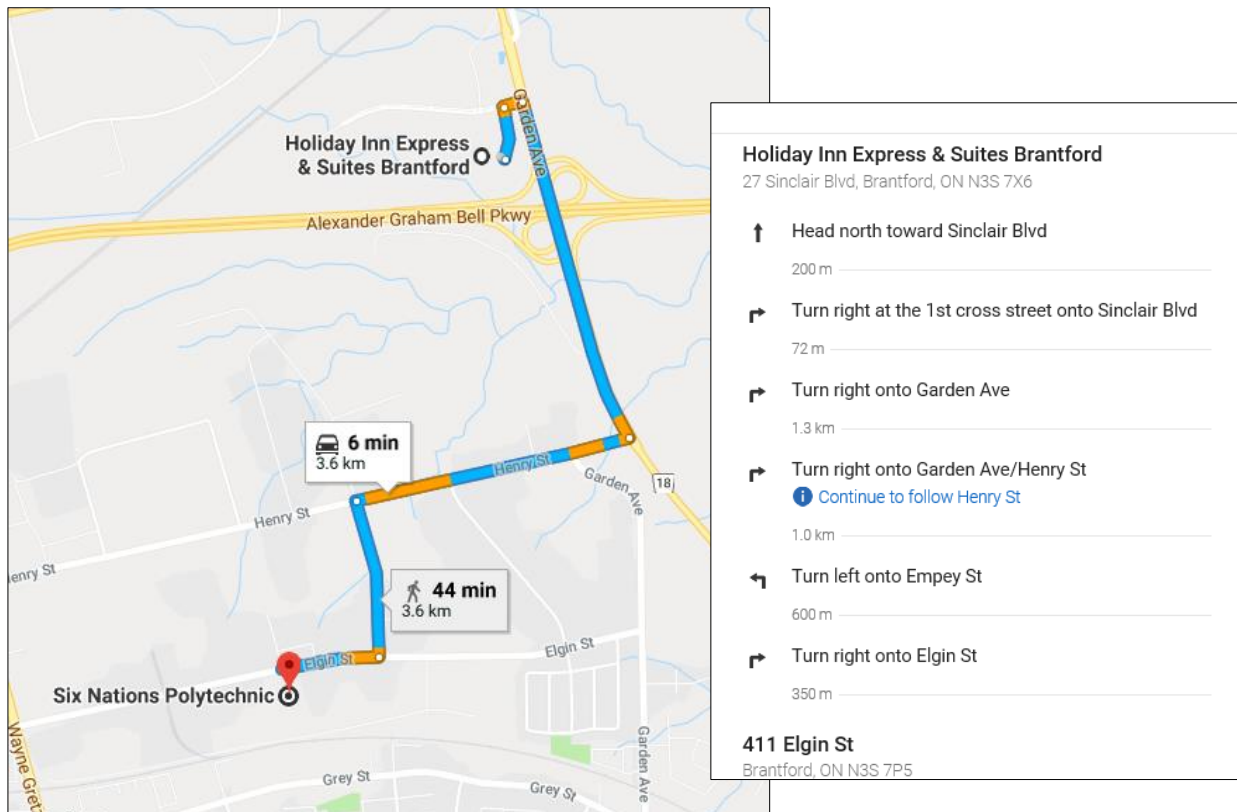 Garden Ave
Holiday Inn Express
& Suites Brantford
Alexander Graham Bell Pkwy
6 min
3.6 km
Henry St
Garden Ave
18
Henry St
enry St
44 min
3.6 km
Elgin St
Elgin St
Six Nations Polytechnic
Wayne Gretz
Garden Ave
Grey St
Grey St
Holiday Inn Express & Suites Brantford
27 Sinclair Blvd, Brantford, ON N3S 7X6
Head north toward Sinclair Blvd
200 m
Turn right at the 1st cross street onto Sinclair Blvd
72 m
Turn right onto Garden Ave
1.3 km
Turn right onto Garden Ave/Henry St
Continue to follow Henry St
1.0 km
Turn left onto Empey St
600 m
Turn right onto Elgin St
350 m
411 Elgin St
Brantford, ON N3S 7P5